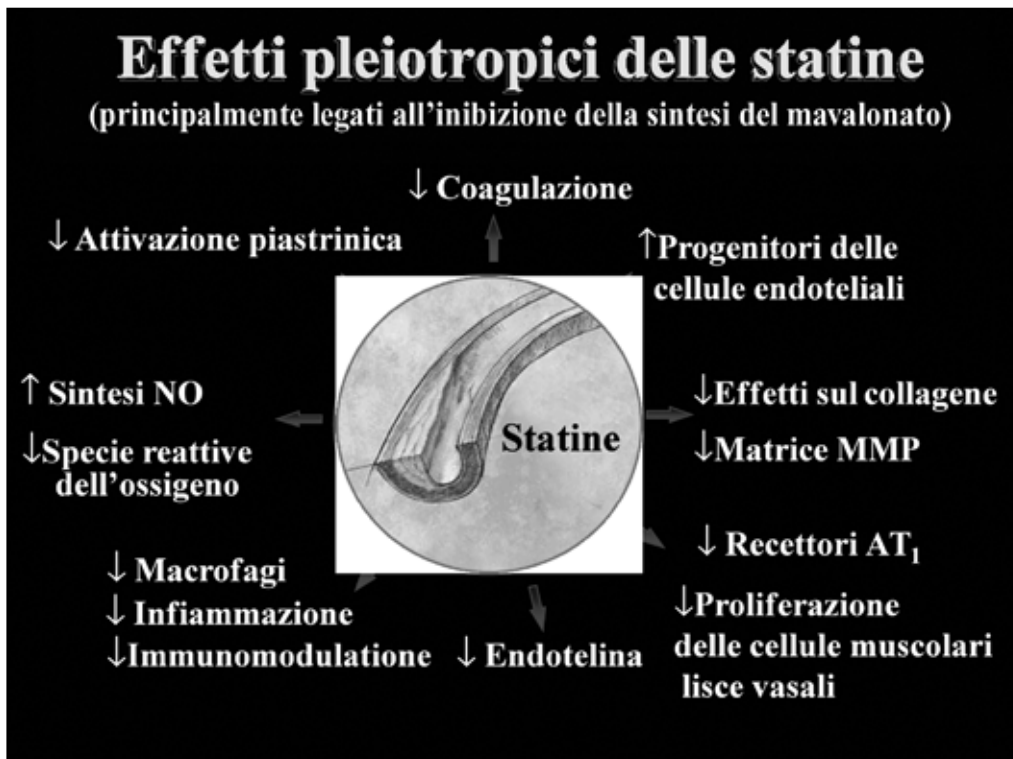 Effetti pleiotropici delle statine
(principalmente legati all'inibizione della sintesi del mavalonato)
↓ Coagulazione
↓ Attivazione piastrinica
↑Progenitori delle
cellule endoteliali
↑ Sintesi NO
↓Specie reattive
dell'ossigeno
Statine
↓Effetti sul collagene
↓Matrice MMP
↓ Macrofagi
↓ Infiammazione
↓Immunomodulatione
↓ Endotelina
↓ Recettori AT₁
↓Proliferazione
delle cellule muscolari
lisce vasali